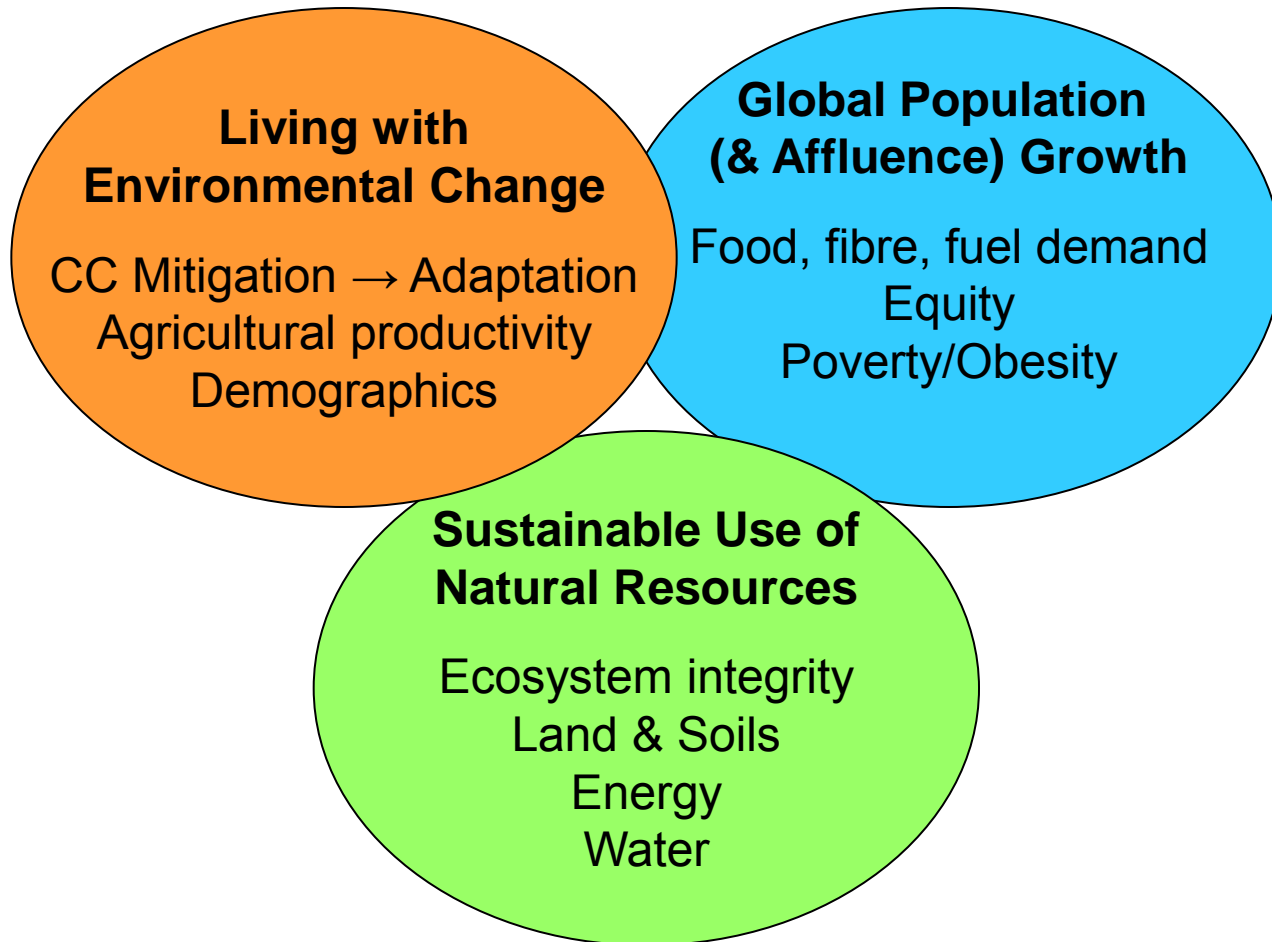 Living with
Environmental Change
CC Mitigation → Adaptation
Agricultural productivity
Demographics
Global Population
(& Affluence) Growth
Food, fibre, fuel demand
Equity
Poverty/Obesity
Sustainable Use of
Natural Resources
Ecosystem integrity
Land & Soils
Energy
Water